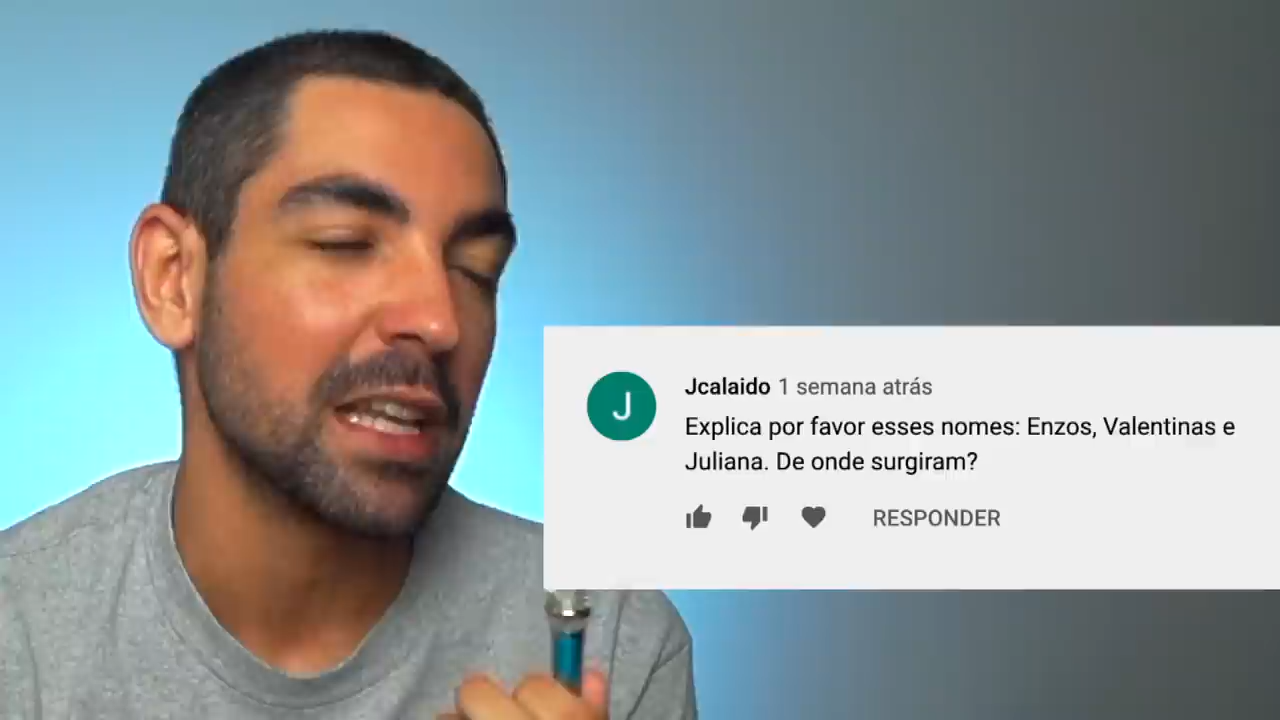 J
Jcalaido 1 semana atrás
Explica por favor esses nomes: Enzos, Valentinas e
Juliana. De onde surgiram?
RESPONDER